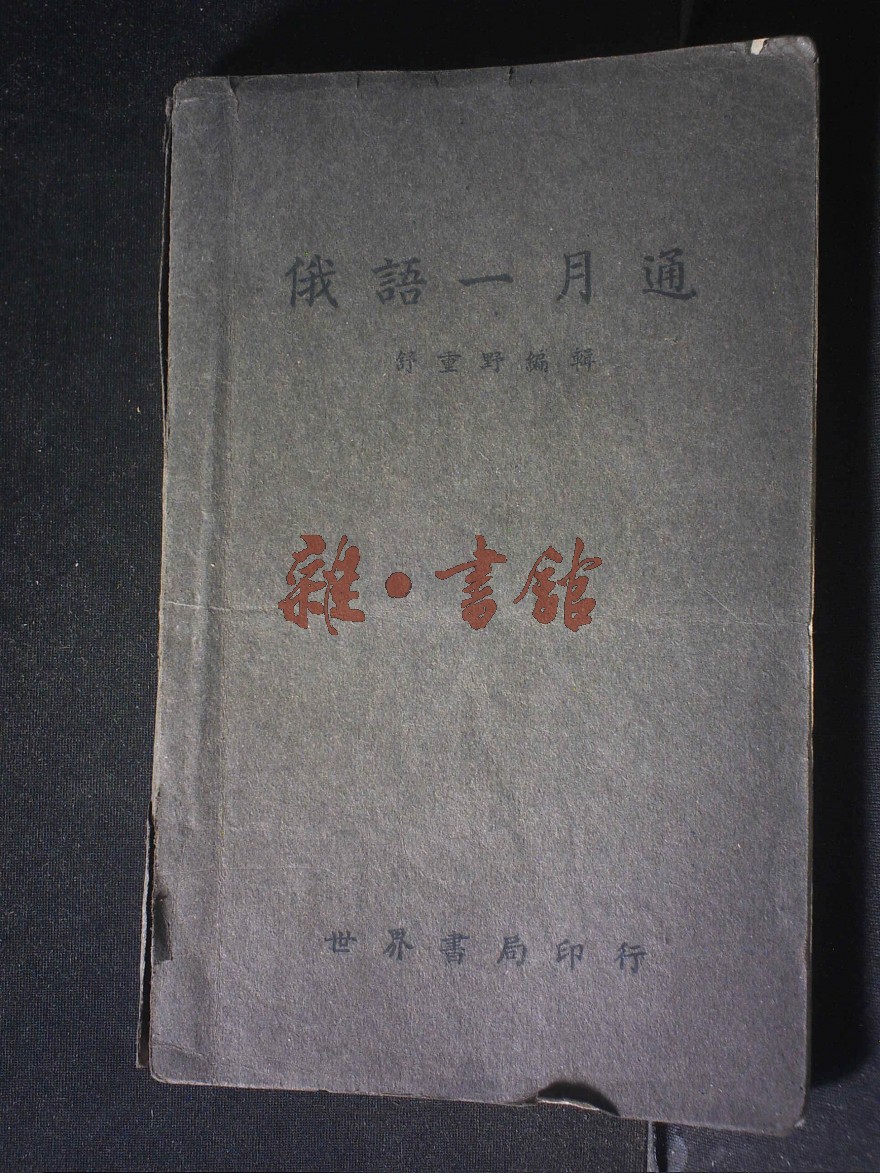 俄語一月通
舒重野編輯
雜·書館
世界書局印行